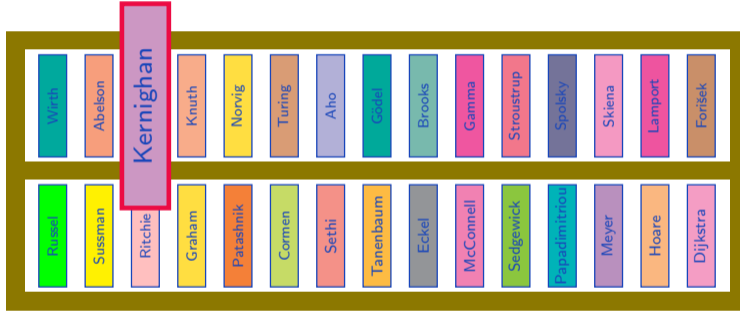 Wirth
Abelson
Kernighan
Knuth
Norvig
Turing
Aho
Gödel
Brooks
Gamma
Stroustrup
Spolsky
Skiena
Lamport
Forišek
Russel
Sussman
Ritchie
Graham
Patashnik
Cormen
Sethi
Tanenbaum
Eckel
McConnell
Sedgewick
Papadimitriou
Meyer
Hoare
Dijkstra